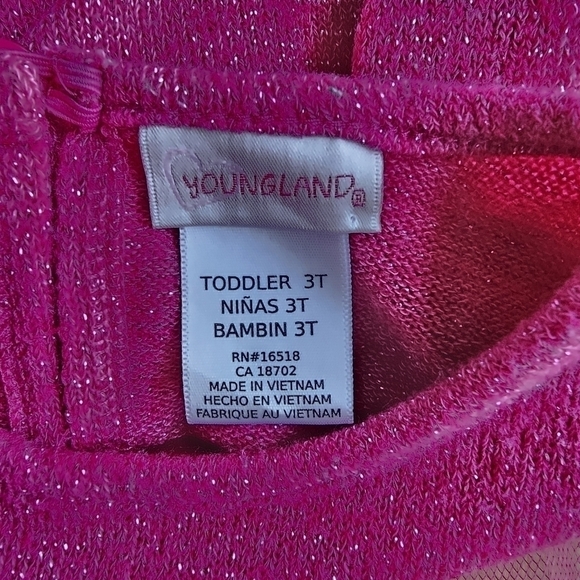 YOUNGLAND®
TODDLER 3T
NIÑAS 3T
BAMBIN 3T
RN#16518
CA 18702
MADE IN VIETNAM
HECHO EN VIETNAM
FABRIQUE AU VIETNAM